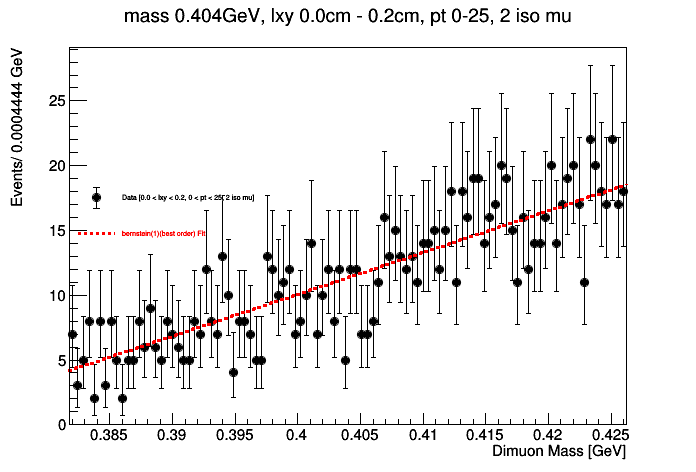 mass 0.404GeV, lxy 0.0cm - 0.2cm, pt 0-25, 2 iso mu
Events/ 0.0004444 GeV
25
20
15
10
5
0
Data [0.0 < lxy < 0.2, 0 < pt < 25[ 2 iso mu]
bernstein(1)(best order) Fit
0.385 0.39 0.395 0.4 0.405 0.41 0.415 0.42 0.425
Dimuon Mass [GeV]